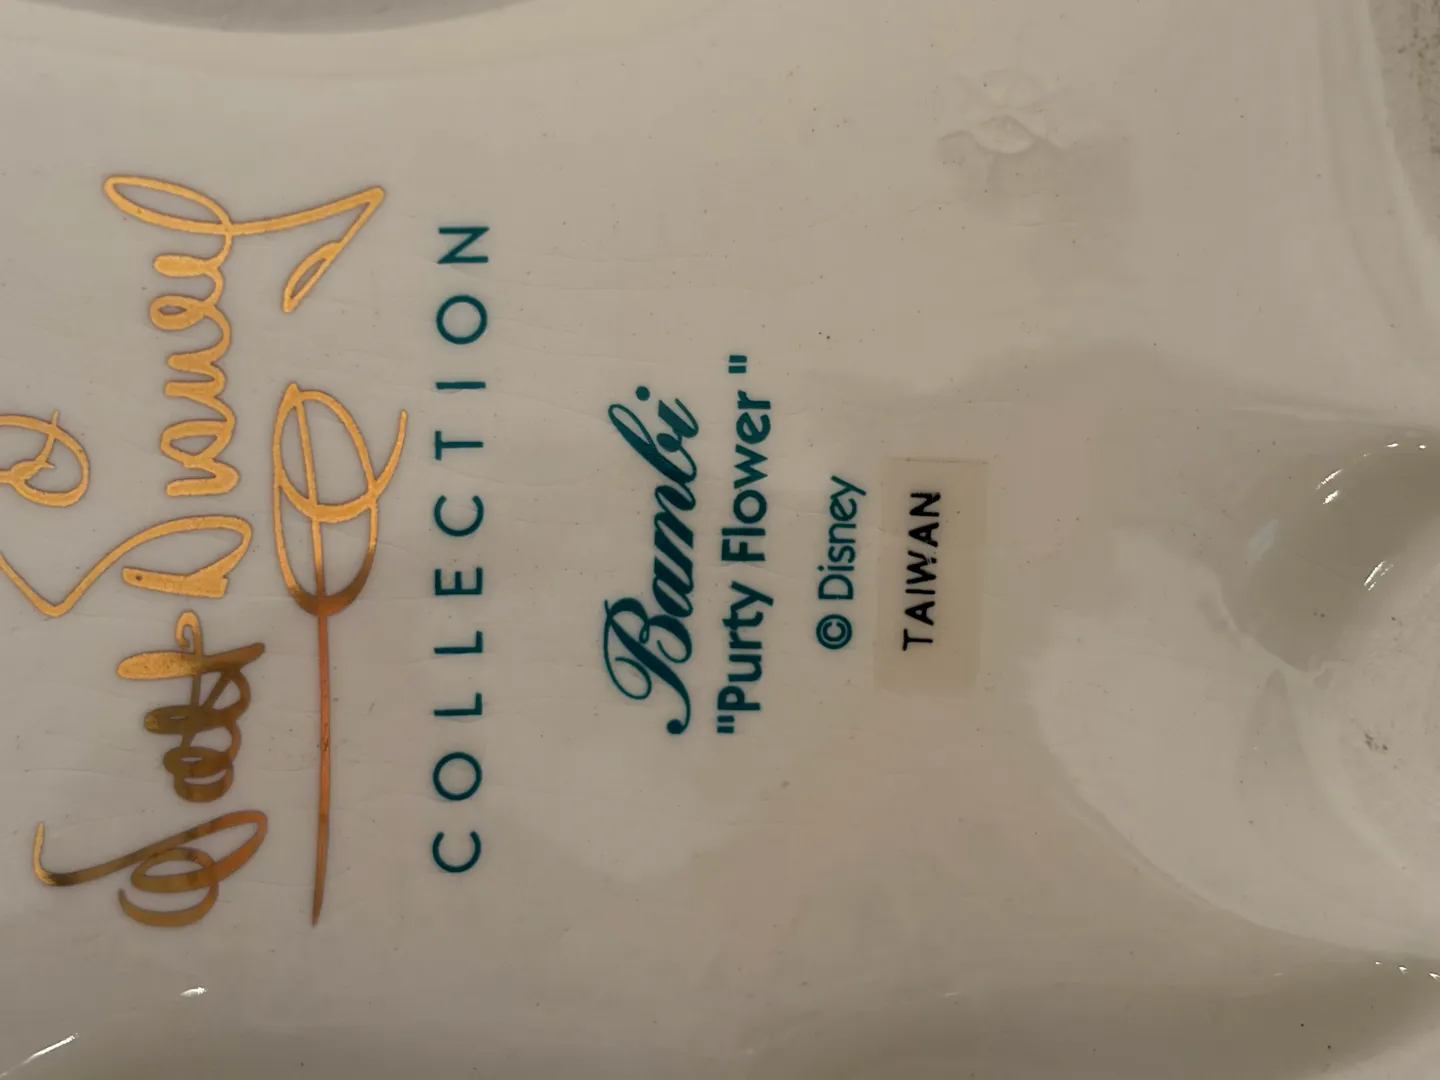 Walt Disney
COLLECTION
Bambi
"Purty Flower "
© Disney
TAIWAN